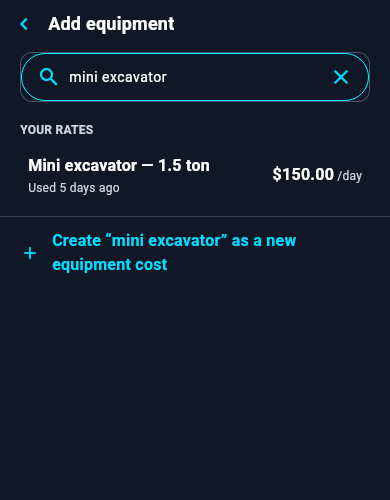 Add equipment
mini excavator
YOUR RATES
Mini excavator — 1.5 ton
$150.00 /day
Used 5 days ago
Create “mini excavator” as a new
equipment cost